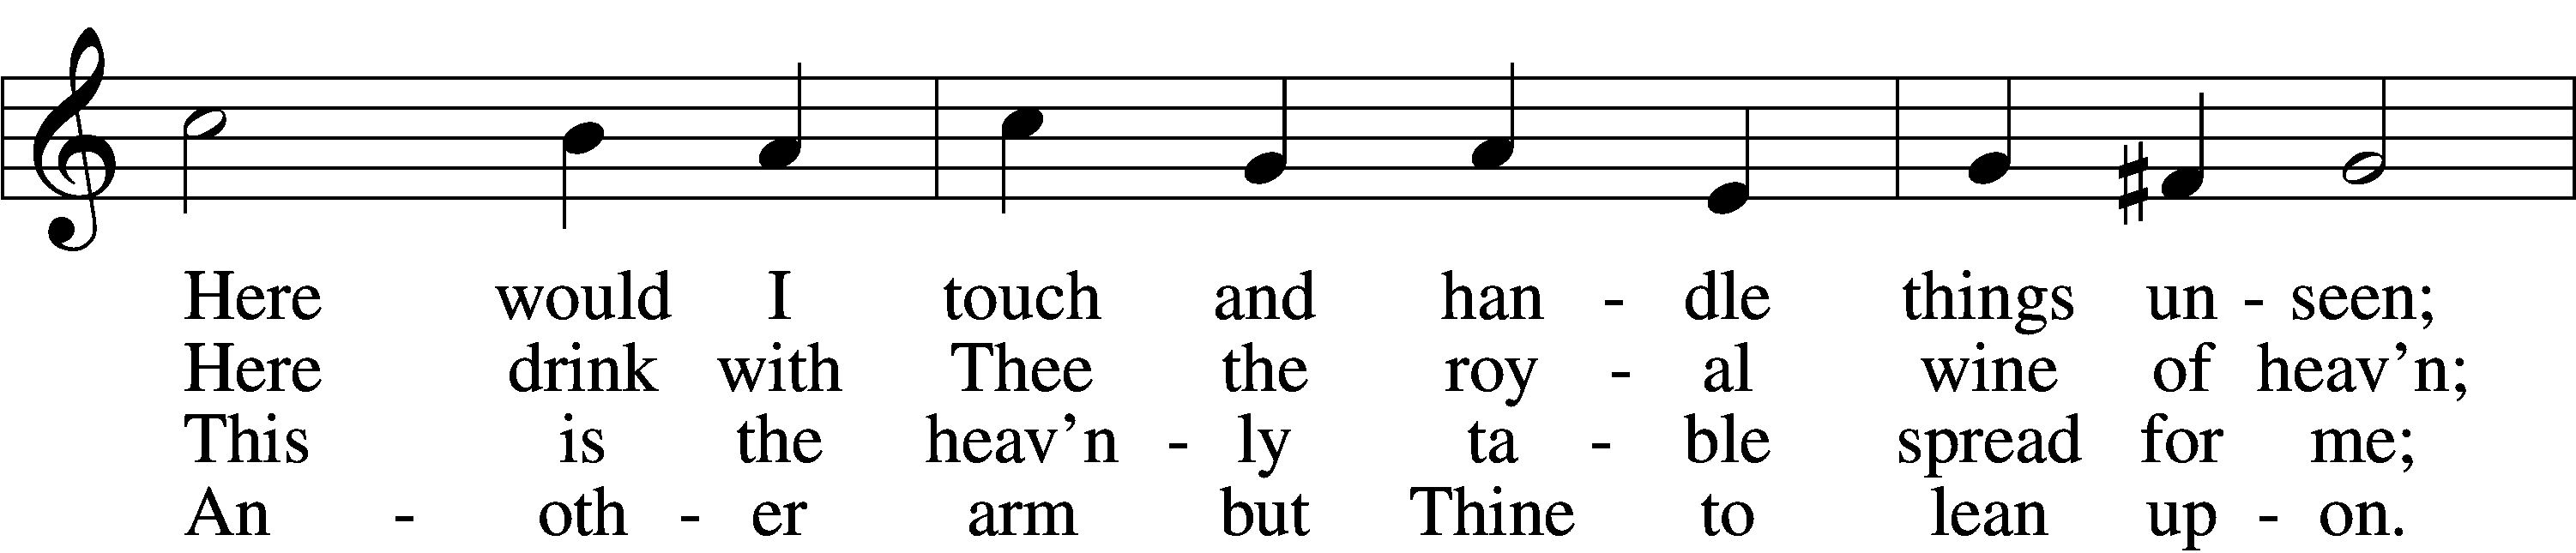 Here would I touch and han - dle things un - seen;
Here drink with Thee the roy - al wine of heav’n;
This is the heav’n - ly ta - ble spread for me;
An - oth - er arm but Thine to lean up - on.